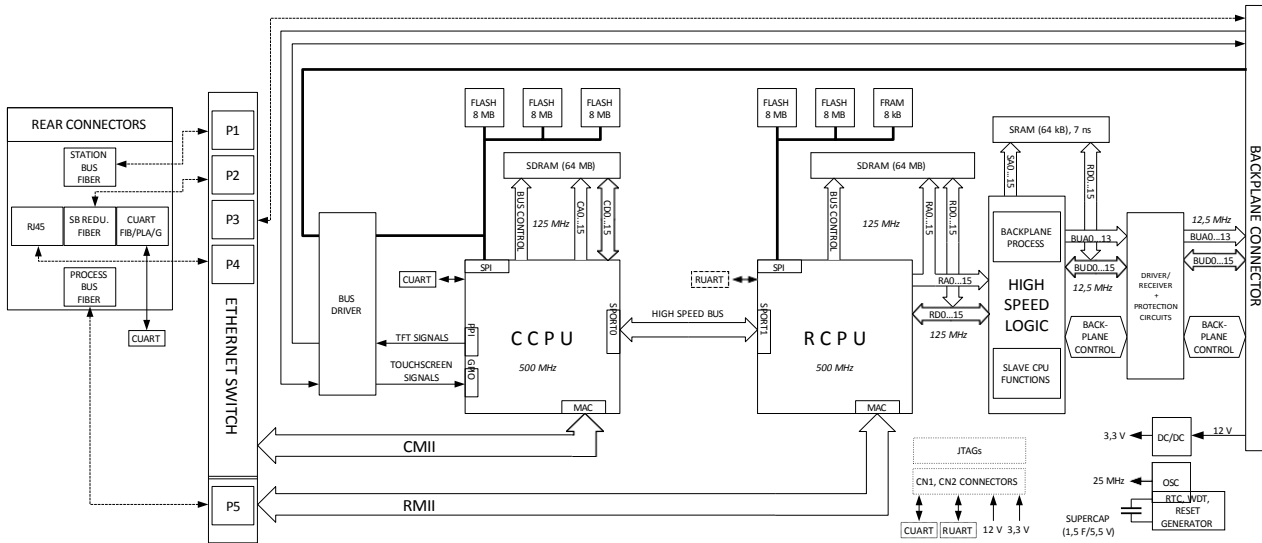 REAR CONNECTORS
STATION
BUS
FIBER
RJ45
SB REDU.
FIBER
CUART
FIB/PLA/G
PROCESS
BUS
FIBER
CUART
P1
P2
P3
P4
ETHERNET SWITCH
P5
BUS
DRIVER
FLASH
8 MB
FLASH
8 MB
FLASH
8 MB
SDRAM (64 MB)
BUS CONTROL
125 MHz
CA0...15
CD0...15
CUART
SPI
PPI
GPIO
TFT SIGNALS
TOUCHSCREEN
SIGNALS
CCPU
500 MHz
SPORT0
MAC
HIGH SPEED BUS
CMII
RMII
FLASH
8 MB
FLASH
8 MB
FRAM
8 kB
SDRAM (64 MB)
BUS CONTROL
125 MHz
RA0...15
RD0...15
RUART
SPI
SPORT1
RCPU
500 MHz
MAC
RA0...15
RD0...15
125 MHz
SRAM (64 kB), 7 ns
SA0...15
RD0...15
BACKPLANE
PROCESS
HIGH
SPEED
LOGIC
SLAVE CPU
FUNCTIONS
BUA0...13
BUD0...15
12,5 MHz
BACK-
PLANE
CONTROL
DRIVER/
RECEIVER
+
PROTECTION
CIRCUITS
12,5 MHz
BUA0...13
BUD0...15
BACK-
PLANE
CONTROL
BACKPLANE CONNECTOR
JTAGs
CN1, CN2 CONNECTORS
CUART
RUART
12 V
3,3 V
3,3 V
DC/DC
12 V
25 MHz
OSC
RTC, WDT,
RESET
GENERATOR
SUPERCAP
(1,5 F/5,5 V)